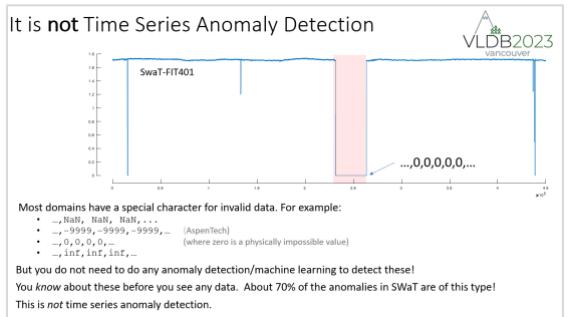 It is not Time Series Anomaly Detection
VLDB2023
vancouver
SwaT-FIT401
...,0,0,0,0,0,...
Most domains have a special character for invalid data. For example:
• …,NaN, NaN, NaN,...
• …,-9999,-9999,-9999,… (AspenTech)
• …,0,0,0,0,… (where zero is a physically impossible value)
• …,inf,inf,inf,…
But you do not need to do any anomaly detection/machine learning to detect these!
You know about these before you see any data. About 70% of the anomalies in SWaT are of this type!
This is not time series anomaly detection.